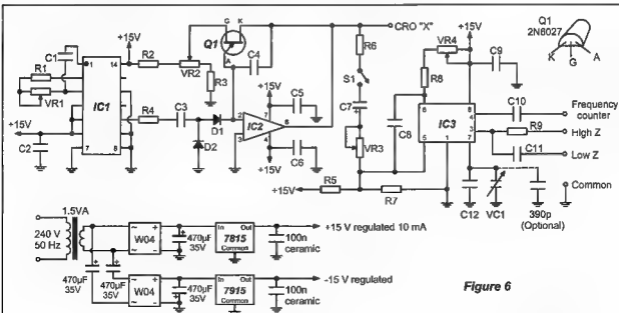 +15V
Q1
G K
A
CRO "X"
Q1
2N6027
K G A
C1
R1
VR1
1 14
IC1
7 8
+15V
C2
R2
R4
VR2
R3
C3
C4
D1
D2
2
3
7
4
6
IC2
+15V
C5
C6
+15V
R6
S1
C7
VR3
R5
+15V
R7
C8
R8
VR4
+15V
C9
6 8
4
IC3 3
5 1 7
C10
R9
C11
C12
VC1
390p
(Optional)
Frequency
counter
High Z
Low Z
Common
240 V
50 Hz
1.5VA
470µF
35V
470µF
35V
W04
470µF
35V
In Out
7815
Common
100n
ceramic
+15 V regulated 10 mA
W04
470µF
35V
In Out
7915
Common
100n
ceramic
-15 V regulated
Figure 6